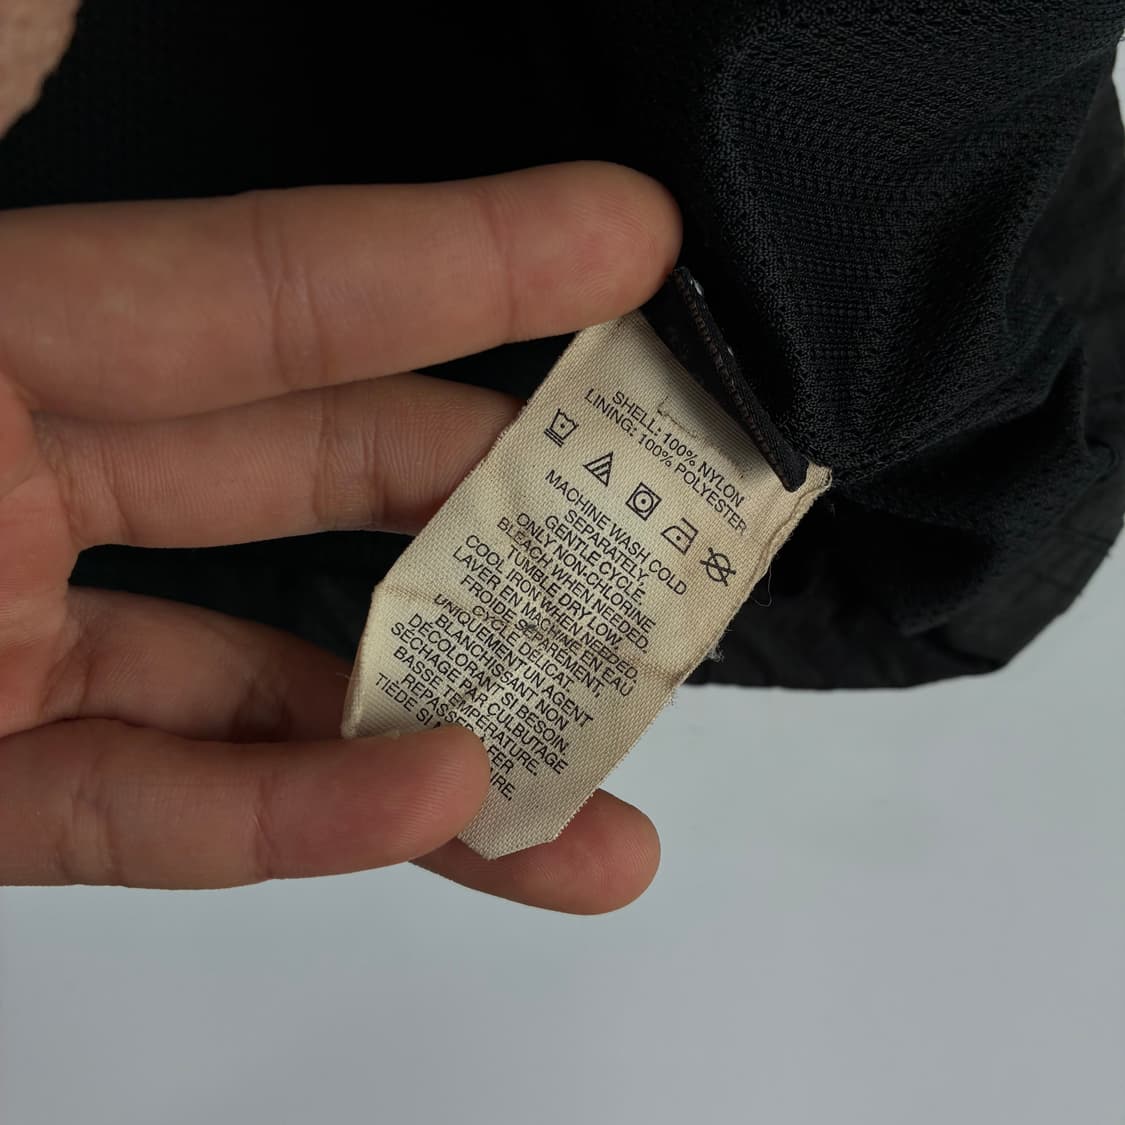 SHELL: 100% NYLON
LINING: 100% POLYESTER
MACHINE WASH COLD
SEPARATELY,
GENTLE CYCLE.
ONLY NON-CHLORINE
BLEACH WHEN NEEDED.
TUMBLE DRY LOW.
COOL IRON WHEN NEEDED.
LAVER EN MACHINE EN EAU
FROIDE, SÉPARÉMENT,
CYCLE DÉLICAT.
UNIQUEMENT UN AGENT
BLANCHISSANT NON
DÉCOLORANT SI BESOIN.
SÉCHAGE PAR CULBUTAGE
BASSE TEMPÉRATURE.
FER
TIÈDE SI